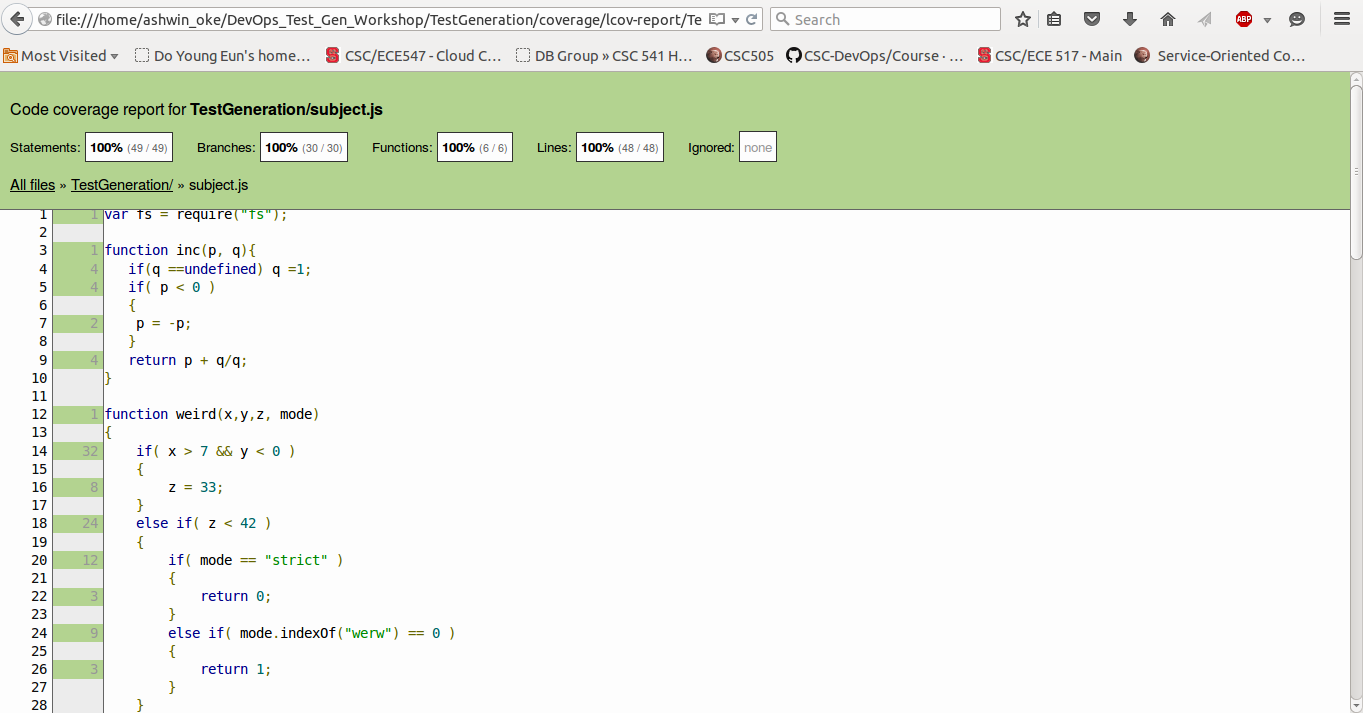 file:///home/ashwin_oke/DevOps_Test_Gen_Workshop/TestGeneration/coverage/lcov-report/Te
Search
ABP
Most Visited
Do Young Eun's home...
CSC/ECE547 - Cloud C...
DB Group » CSC 541 H...
CSC505
CSC-DevOps/Course · ...
CSC/ECE 517 - Main
Service-Oriented Co...
Code coverage report for TestGeneration/subject.js
Statements: 100% (49 / 49) Branches: 100% (30 / 30) Functions: 100% (6 / 6) Lines: 100% (48 / 48) Ignored: none
All files » TestGeneration/ » subject.js
1 1 var fs = require("fs");
2
3 1 function inc(p, q){
4 4 if(q ==undefined) q =1;
5 4 if( p < 0 )
6 {
7 2 p = -p;
8 }
9 4 return p + q/q;
10 }
11
12 1 function weird(x,y,z, mode)
13 {
14 32 if( x > 7 && y < 0 )
15 {
16 8 z = 33;
17 }
18 24 else if( z < 42 )
19 {
20 12 if( mode == "strict" )
21 {
22 3 return 0;
23 }
24 9 else if( mode.indexOf("werw") == 0 )
25 {
26 3 return 1;
27 }
28 }